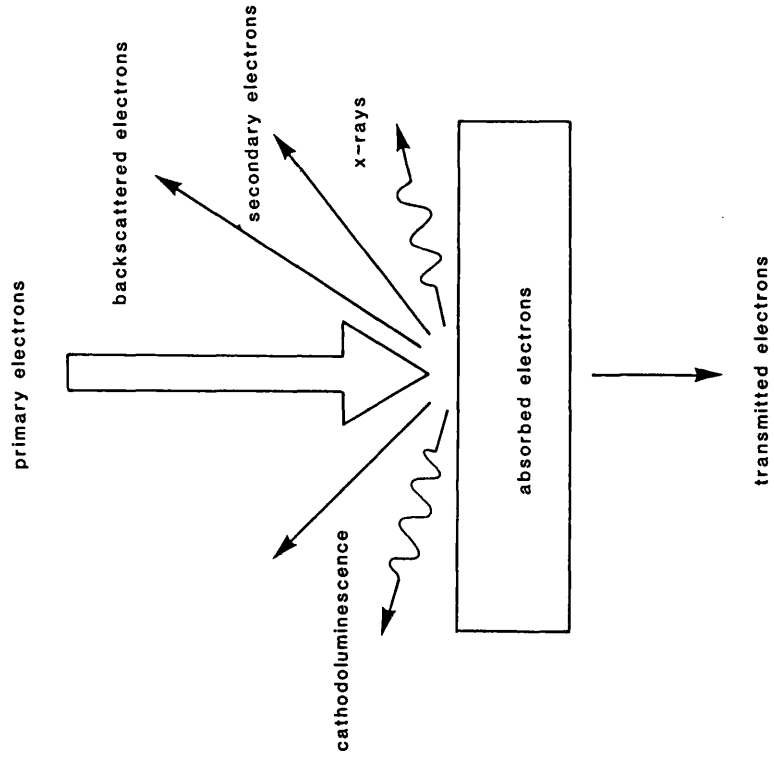 primary electrons
backscattered electrons
secondary electrons
x-rays
cathodoluminescence
absorbed electrons
transmitted electrons